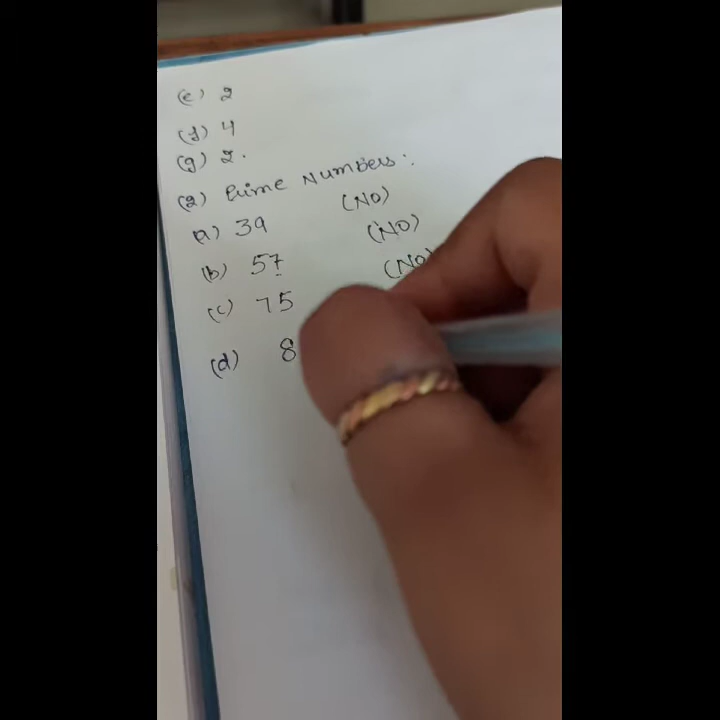 (e) 2
(f) 4
(g) 2.
(2) Prime Numbers:
(a) 39 (NO)
(b) 57 (NO)
(c) 75 (NO)
(d) 8